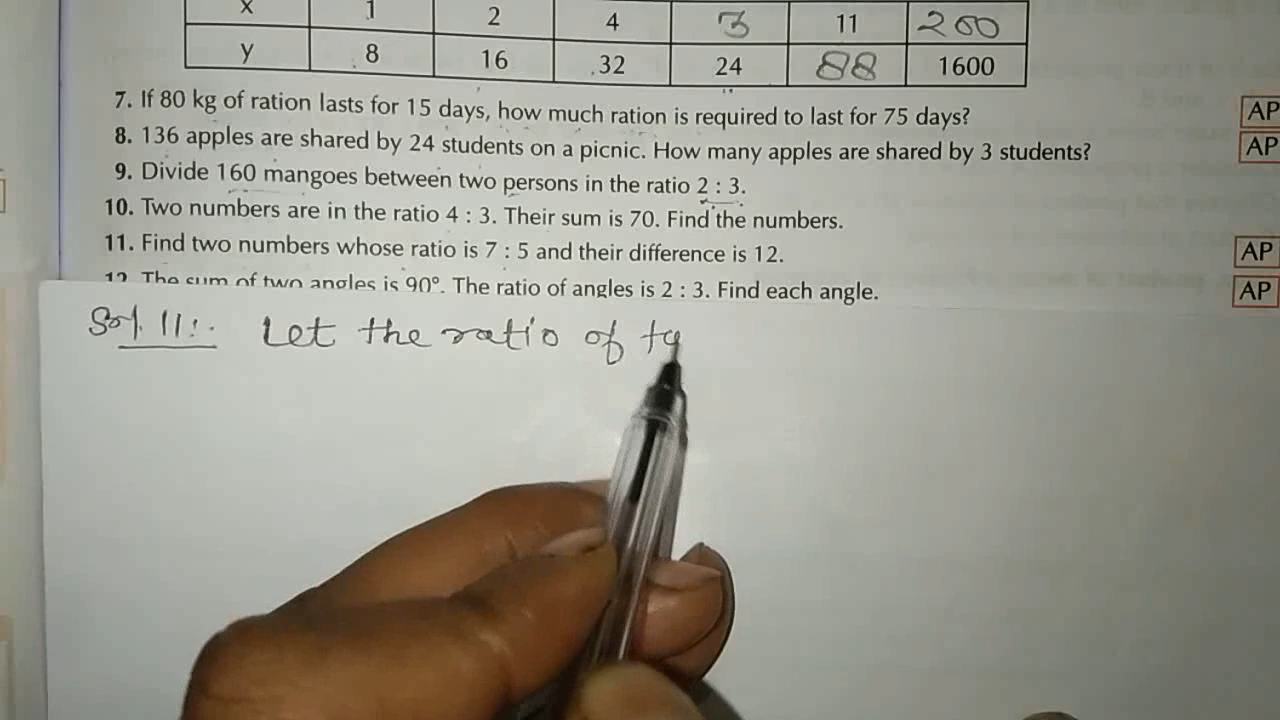 x 1 2 4 3 11 200
y 8 16 32 24 88 1600
7. If 80 kg of ration lasts for 15 days, how much ration is required to last for 75 days? AP
8. 136 apples are shared by 24 students on a picnic. How many apples are shared by 3 students? AP
9. Divide 160 mangoes between two persons in the ratio 2 : 3.
10. Two numbers are in the ratio 4 : 3. Their sum is 70. Find the numbers.
11. Find two numbers whose ratio is 7 : 5 and their difference is 12. AP
12. The sum of two angles is 90°. The ratio of angles is 2 : 3. Find each angle. AP
Sol. 11:. Let the ratio of